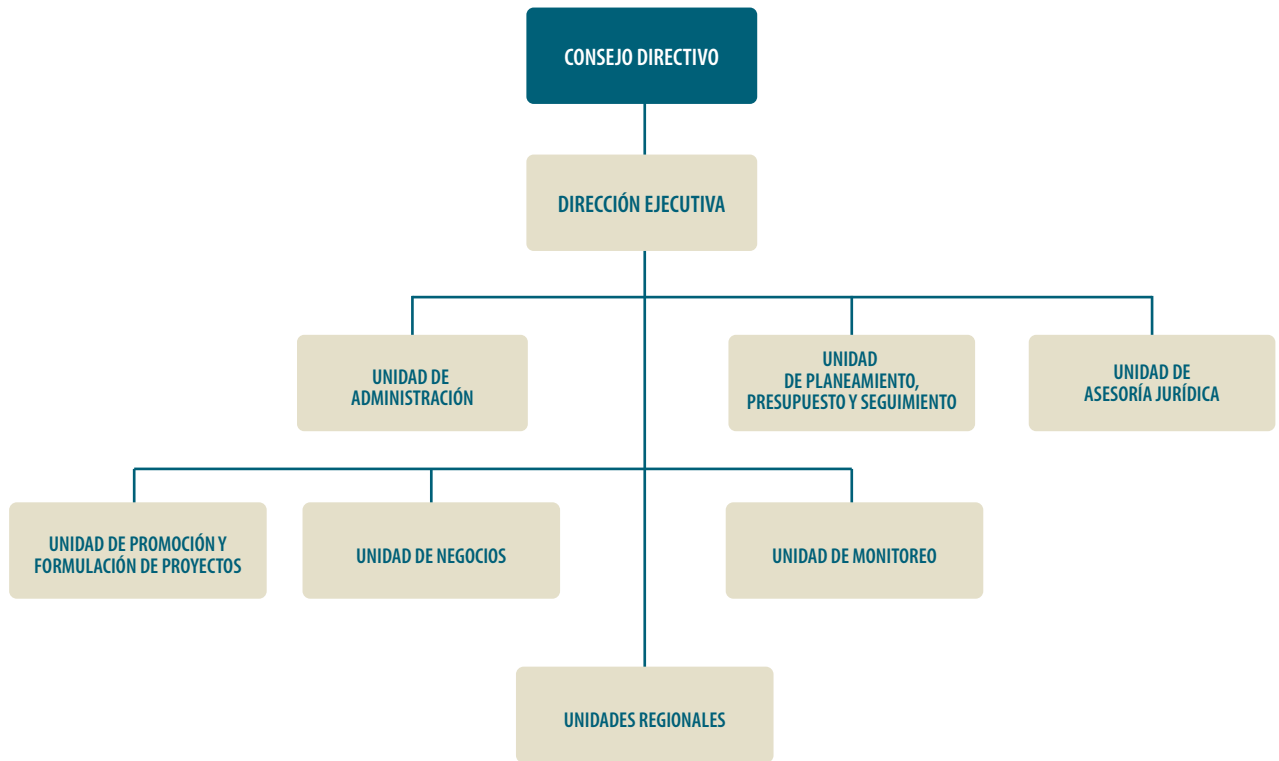 CONSEJO DIRECTIVO
DIRECCIÓN EJECUTIVA
UNIDAD DE
ADMINISTRACIÓN
UNIDAD
DE PLANEAMIENTO,
PRESUPUESTO Y SEGUIMIENTO
UNIDAD DE
ASESORÍA JURÍDICA
UNIDAD DE PROMOCIÓN Y
FORMULACIÓN DE PROYECTOS
UNIDAD DE NEGOCIOS
UNIDAD DE MONITOREO
UNIDADES REGIONALES